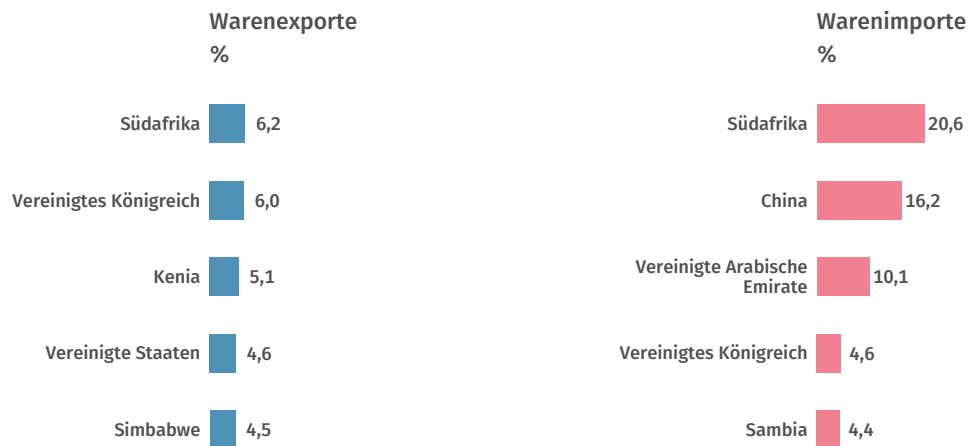 Warenexporte
%
Südafrika 6,2
Vereinigtes Königreich 6,0
Kenia 5,1
Vereinigte Staaten 4,6
Simbabwe 4,5
Warenimporte
%
Südafrika 20,6
China 16,2
Vereinigte Arabische
Emirate 10,1
Vereinigtes Königreich 4,6
Sambia 4,4